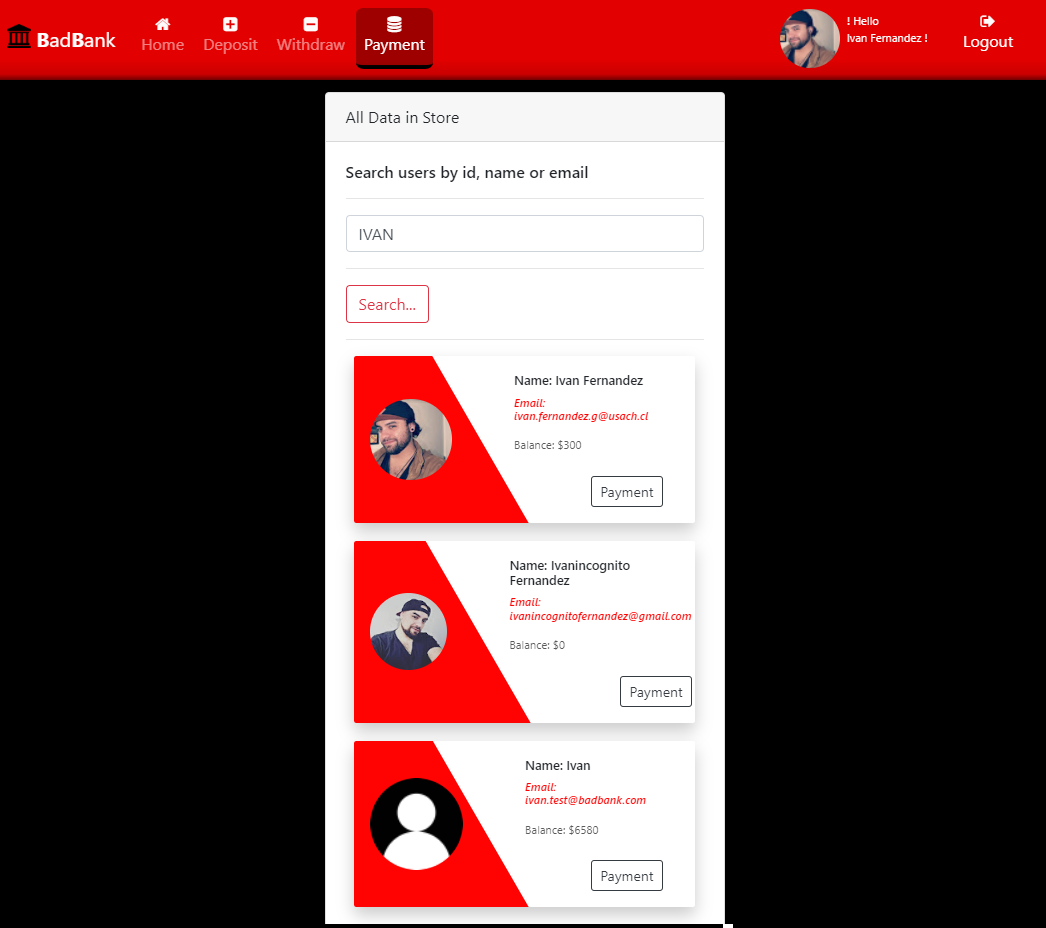 BadBank
Home
Deposit
Withdraw
Payment
! Hello
Ivan Fernandez !
Logout
All Data in Store
Search users by id, name or email
IVAN
Search...
Name: Ivan Fernandez
Email:
ivan.fernandez.g@usach.cl
Balance: $300
Payment
Name: Ivanincognito
Fernandez
Email:
ivanincognitofernandez@gmail.com
Balance: $0
Payment
Name: Ivan
Email:
ivan.test@badbank.com
Balance: $6580
Payment